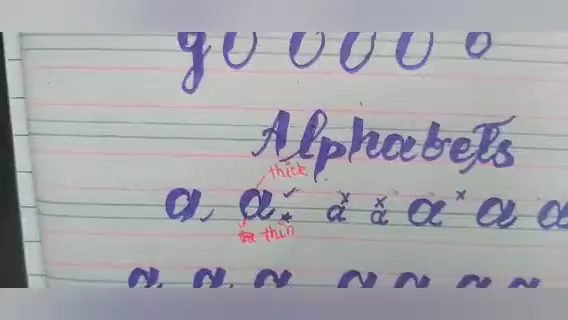 g U U U U o
Alphabets
thick
a, a a a a a a
thin
a a a a a a a